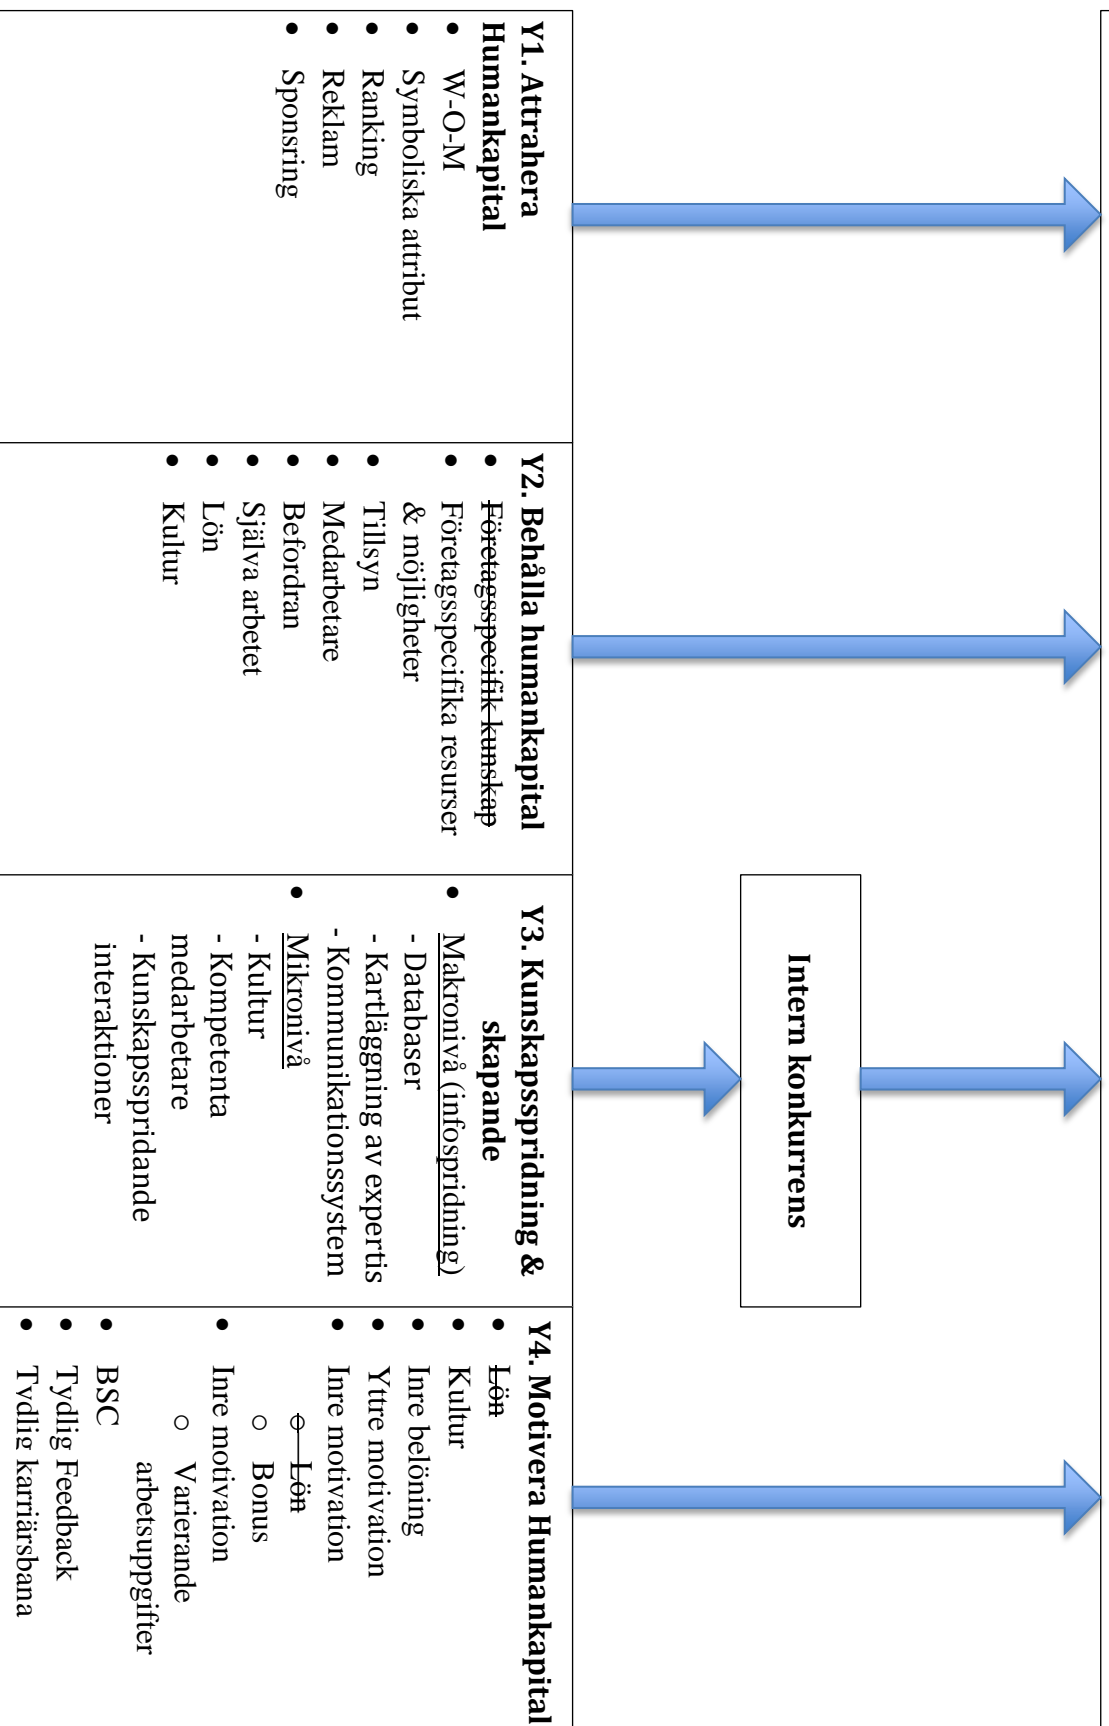 Intern konkurrens
Y1. Attrahera
Humankapital
• W-O-M
• Symboliska attribut
• Ranking
• Reklam
• Sponsring
Y2. Behålla humankapital
• Företagsspecifik kunskap
• Företagsspecifika resurser
& möjligheter
• Tillsyn
• Medarbetare
• Befordran
• Själva arbetet
• Lön
• Kultur
Y3. Kunskapsspridning &
skapande
• Makronivå (infospridning)
- Databaser
- Kartläggning av expertis
- Kommunikationssystem
• Mikronivå
- Kultur
- Kompetenta
medarbetare
- Kunskapsspridande
interaktioner
Y4. Motivera Humankapital
• Lön
• Kultur
• Inre belöning
• Yttre motivation
• Inre motivation
○ Lön
○ Bonus
• Inre motivation
○ Varierande
arbetsuppgifter
• BSC
• Tydlig Feedback
• Tydlig karriärsbana